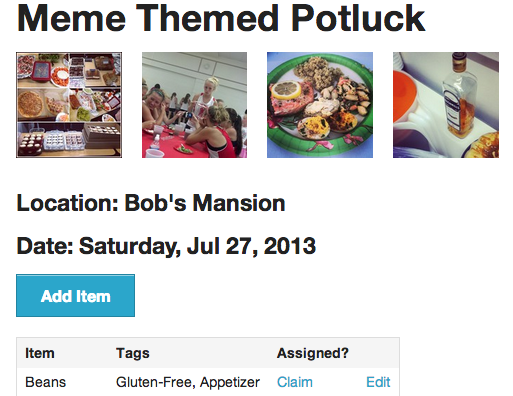 Meme Themed Potluck
Location: Bob's Mansion
Date: Saturday, Jul 27, 2013
Add Item
Item Tags Assigned?
Beans Gluten-Free, Appetizer Claim Edit